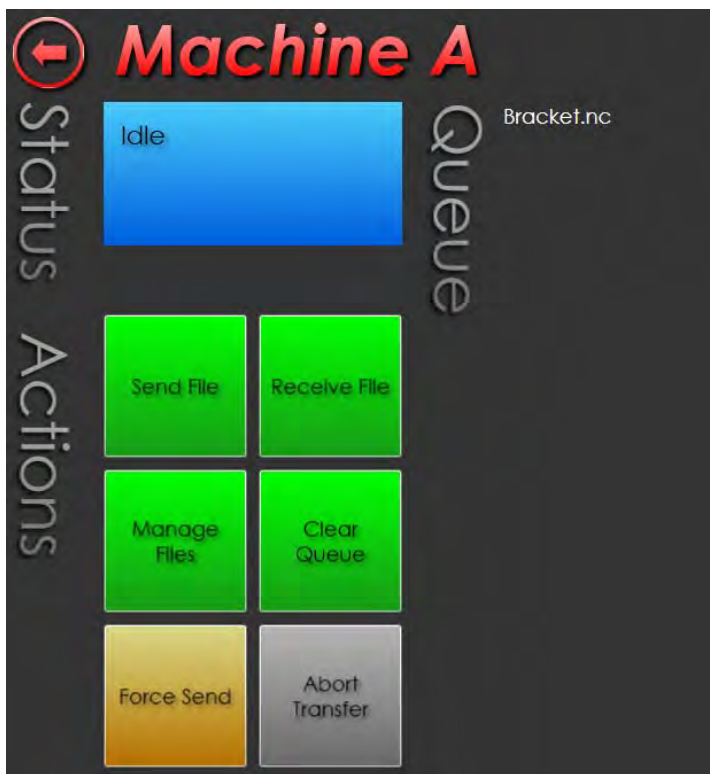 Machine A
Status
Idle
Queue
Bracket.nc
Actions
Send File
Receive File
Manage
Files
Clear
Queue
Force Send
Abort
Transfer